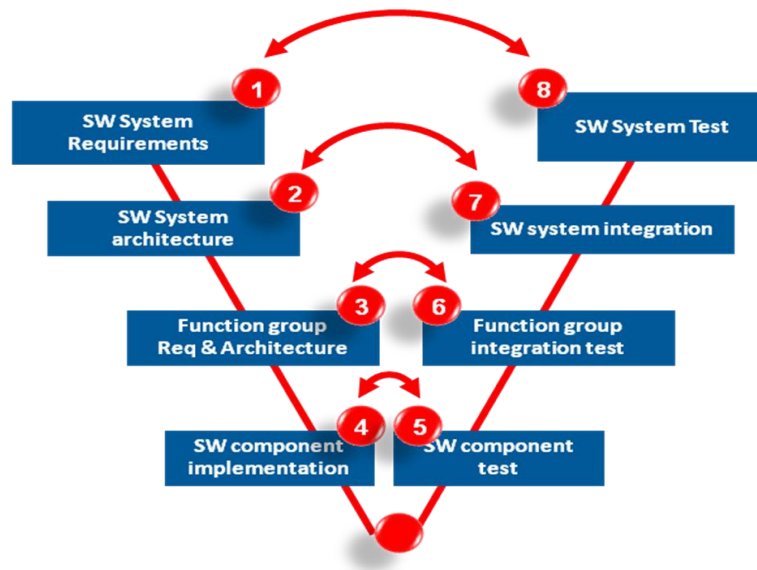 1
8
SW System
Requirements
SW System Test
2
7
SW System
architecture
SW system integration
3
6
Function group
Req & Architecture
Function group
integration test
4
5
SW component
implementation
SW component
test